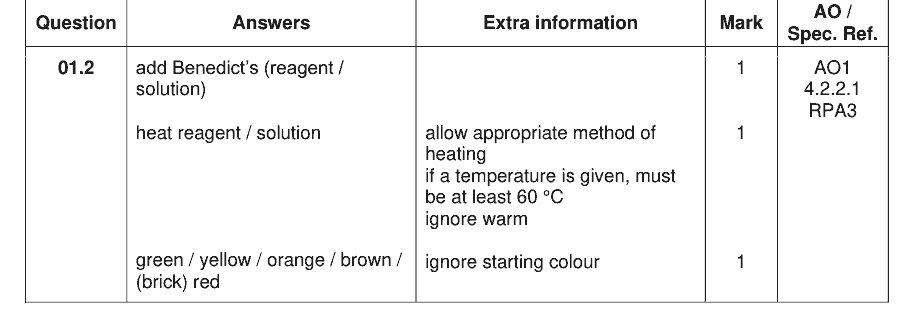 Question Answers Extra information Mark AO /
Spec. Ref.
01.2 add Benedict's (reagent /
solution) 1 AO1
4.2.2.1
RPA3
heat reagent / solution allow appropriate method of
heating
if a temperature is given, must
be at least 60 °C
ignore warm 1
green / yellow / orange / brown /
(brick) red ignore starting colour 1